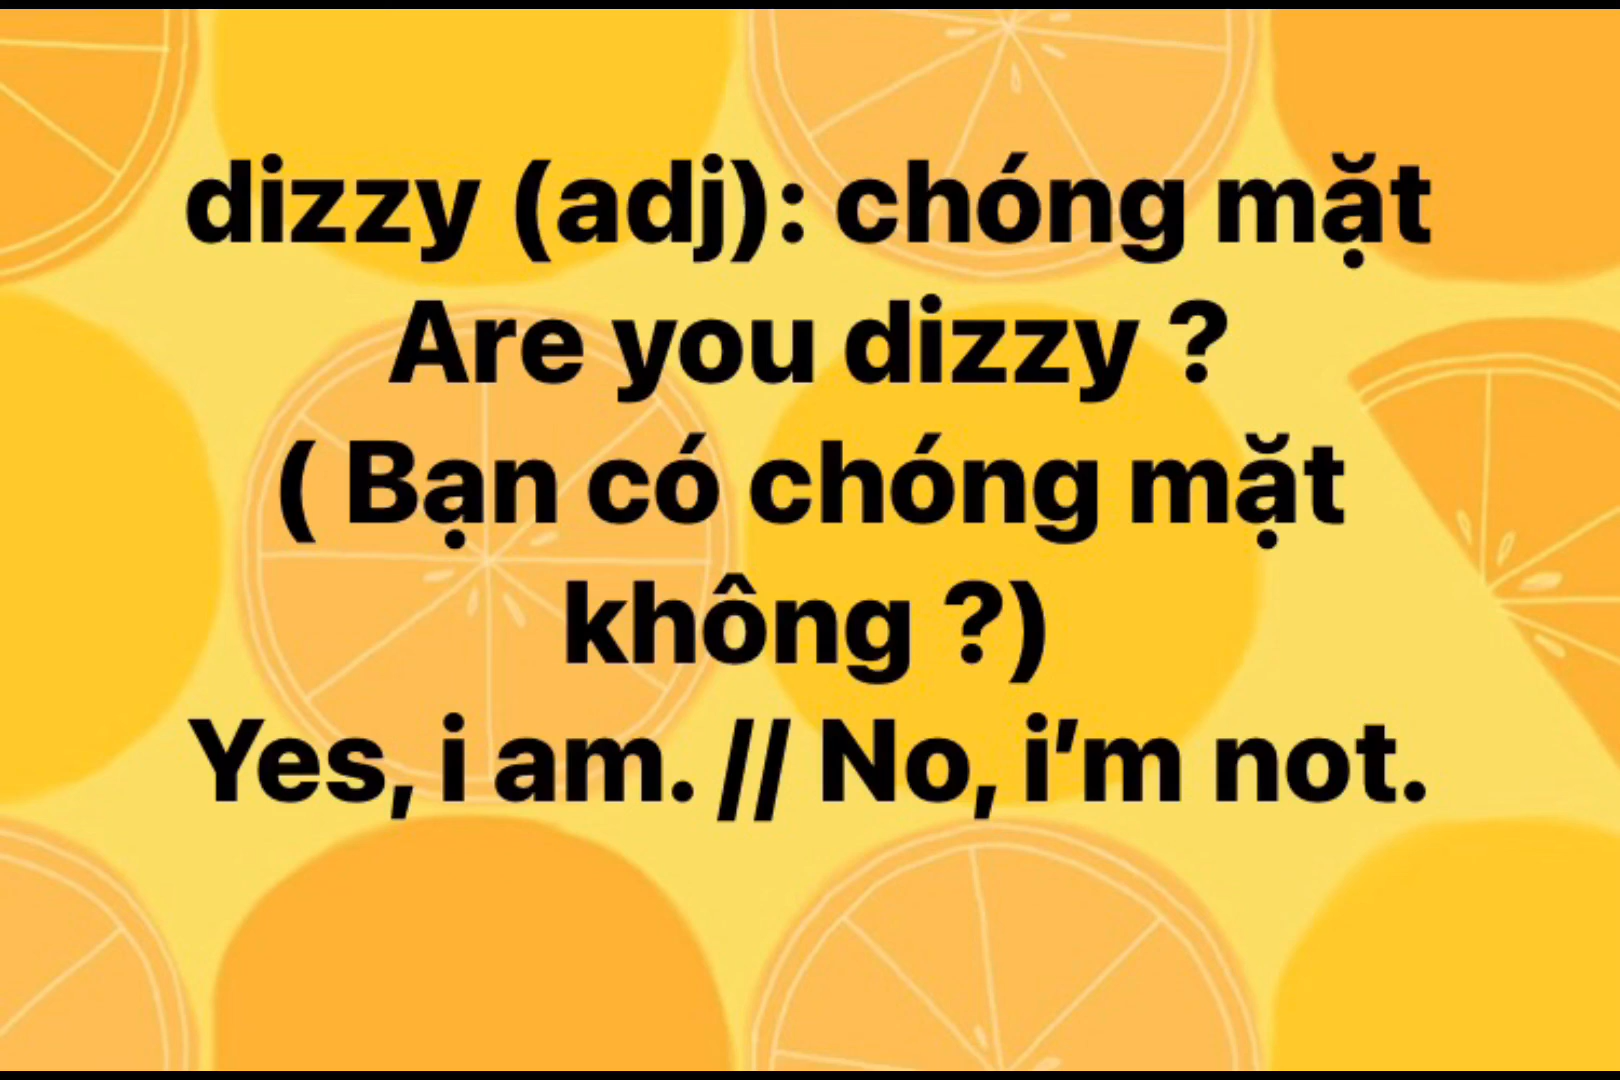 dizzy (adj): chóng mặt
Are you dizzy ?
( Bạn có chóng mặt
không ?)
Yes, i am. // No, i’m not.